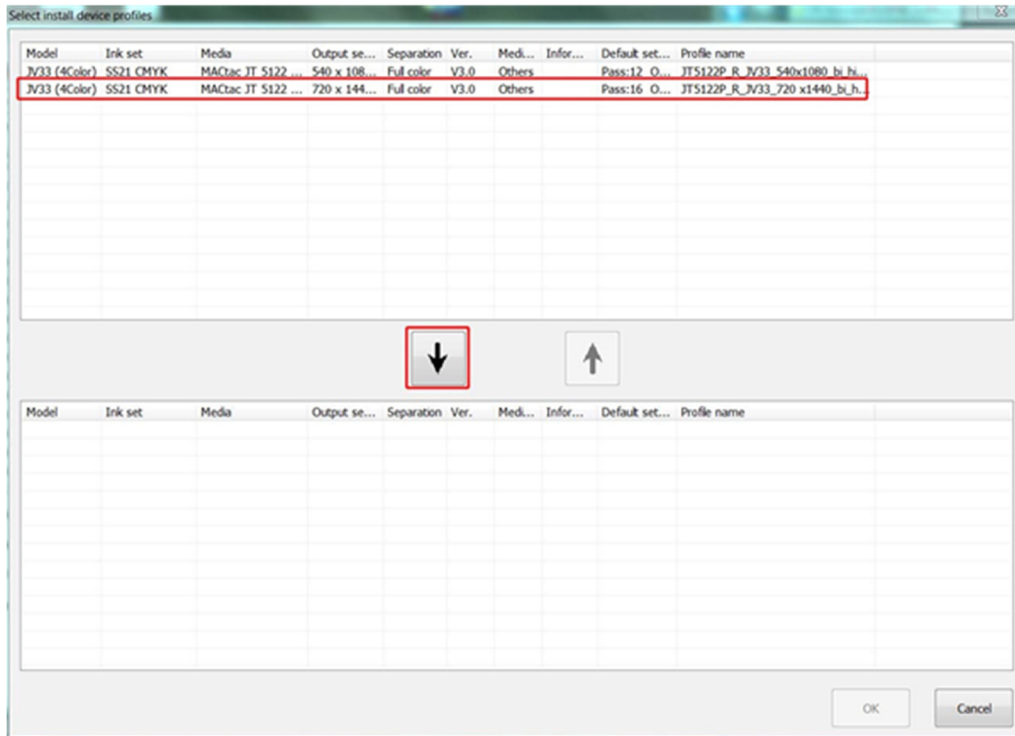 Select install device profiles
Model Ink set Media Output se... Separation Ver. Medi... Infor... Default set... Profile name
JV33 (4Color) SS21 CMYK MACtac JT 5122 ... 540 x 108... Full color V3.0 Others Pass:12 O... JT5122P_R_JV33_540x1080_bi_hi...
JV33 (4Color) SS21 CMYK MACtac JT 5122 ... 720 x 144... Full color V3.0 Others Pass:16 O... JT5122P_R_JV33_720 x1440_bi_h...
Model Ink set Media Output se... Separation Ver. Medi... Infor... Default set... Profile name
OK Cancel